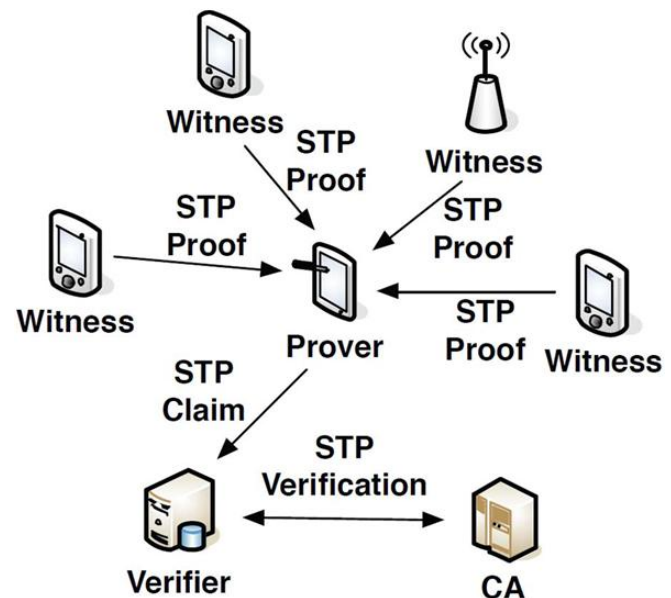 Witness
STP
Proof
Witness
STP
Proof
STP
Proof
Witness
Prover
STP
Proof
Witness
STP
Claim
STP
Verification
Verifier
CA